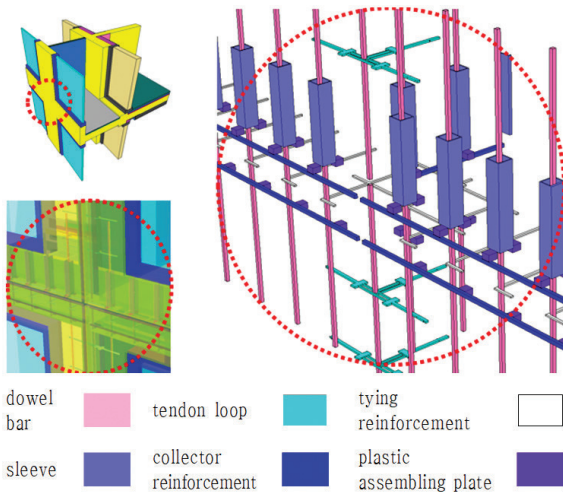 dowel bar
tendon loop
tying reinforcement
sleeve
collector reinforcement
plastic assembling plate